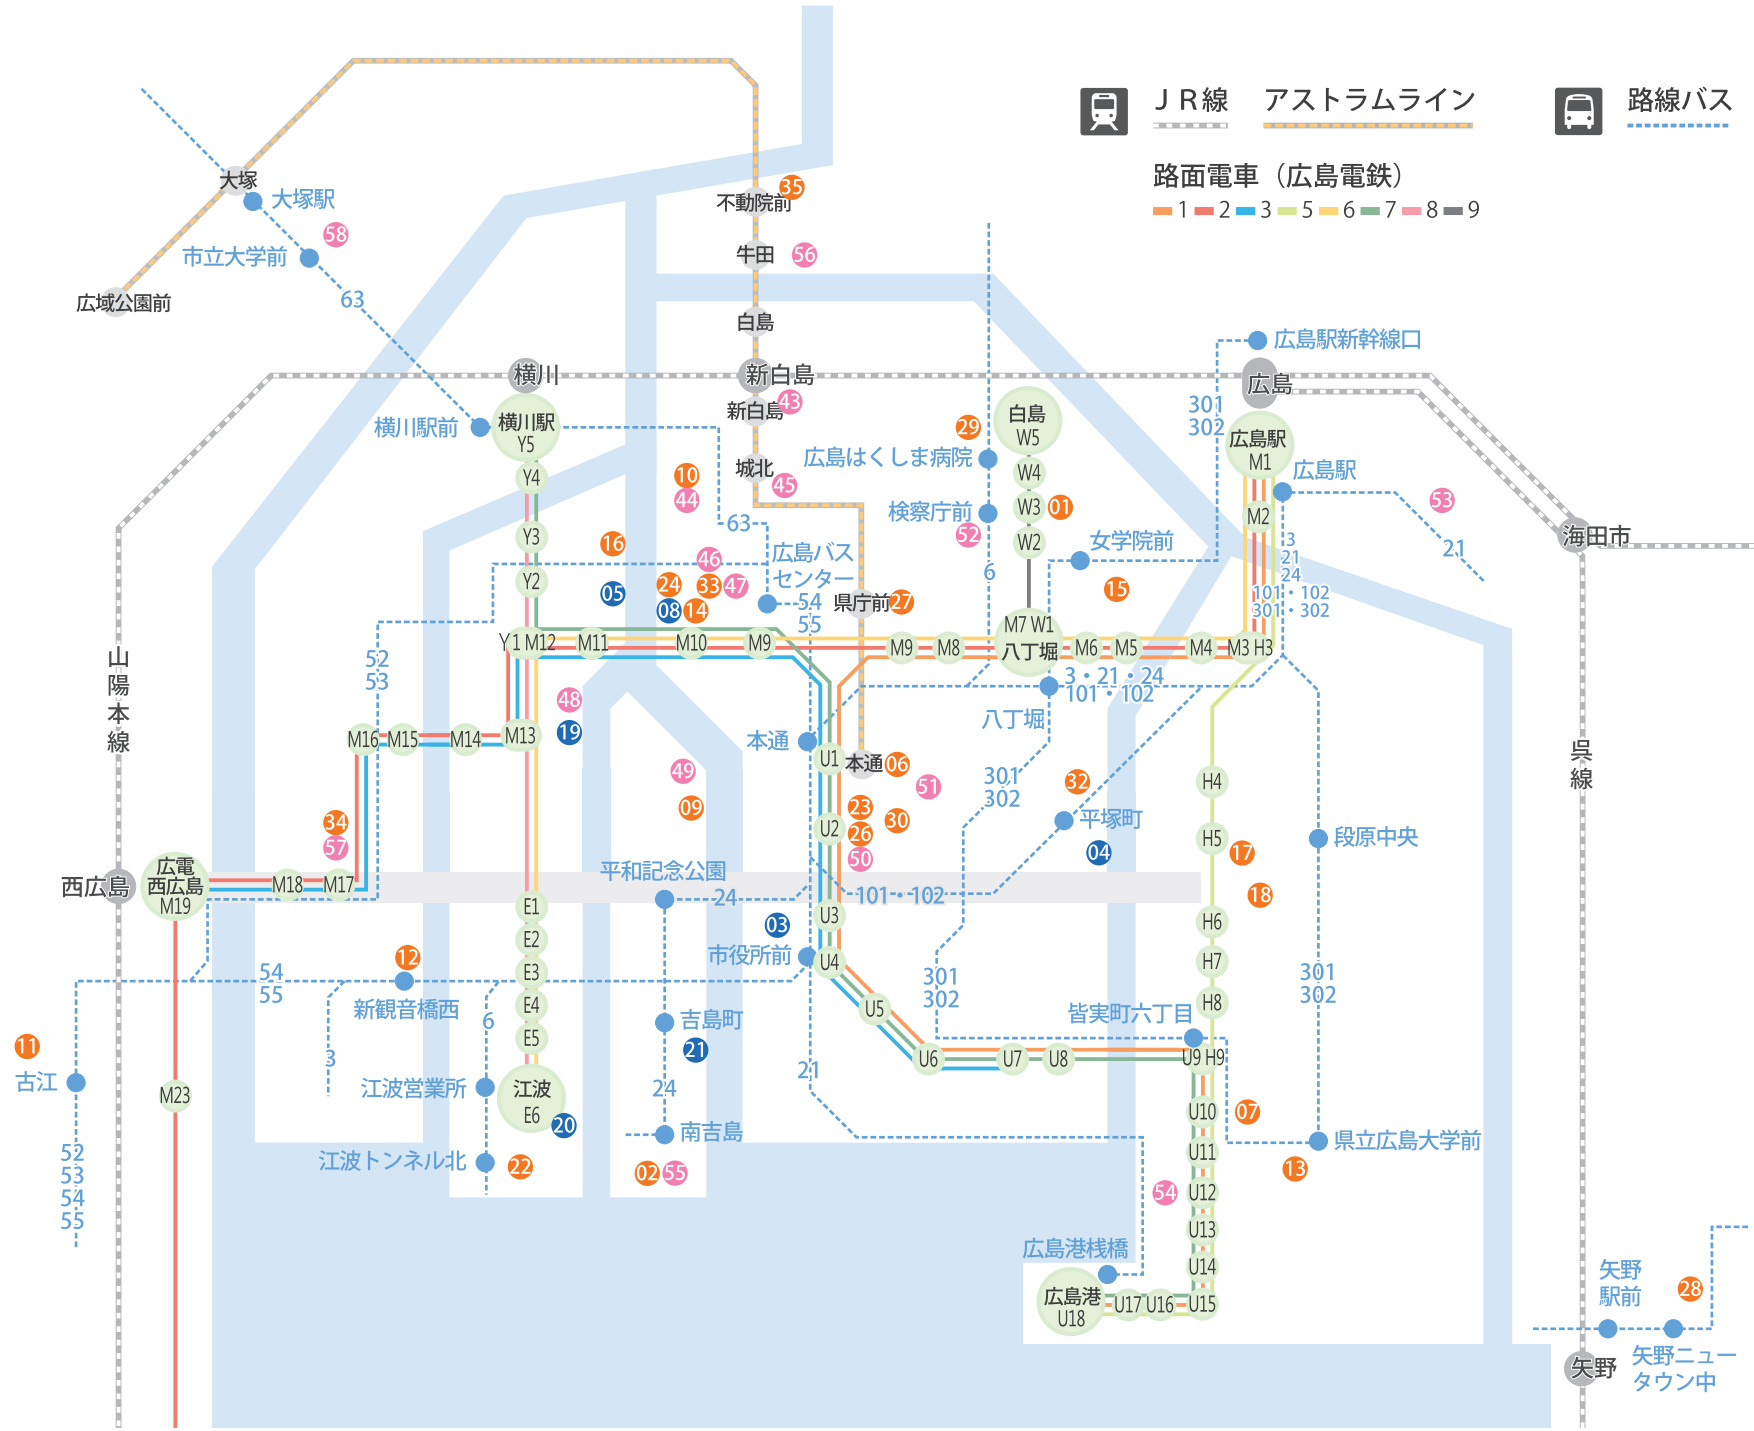 ＪＲ線
アストラムライン
路線バス
路面電車（広島電鉄）
1 2 3 5 6 7 8 9
大塚
大塚駅
58
市立大学前
広域公園前
63
35
不動院前
牛田
56
白島
横川
新白島
新白島
43
城北
45
広島駅新幹線口
広島
301
302
広島駅
M1
広島駅
M2
53
21
海田市
3
21
24
101・102
301・302
横川駅前
横川駅
Y5
Y4
Y3
Y2
10
44
63
16
46
24
33
47
05
08
14
広島バス
センター
54
55
県庁前
27
白島
W5
W4
W3
01
W2
29
広島はくしま病院
検察庁前
52
6
女学院前
15
M7 W1
八丁堀
Y1 M12
M11
M10
M9
M9
M8
M6
M5
M4
M3 H3
3・21・24
101・102
八丁堀
山陽本線
52
53
48
19
M16
M15
M14
M13
本通
U1
本通
06
49
09
51
23
30
26
50
U2
301
302
32
平塚町
04
H4
H5
17
18
段原中央
呉線
34
57
西広島
広電
西広島
M19
M18
M17
平和記念公園
24
03
101・102
E1
E2
E3
E4
E5
U3
市役所前
U4
U5
H6
H7
H8
12
54
55
新観音橋西
3
6
吉島町
21
24
301
302
301
302
皆実町六丁目
11
古江
M23
江波営業所
江波
E6
20
21
U6
U7
U8
U9 H9
52
53
54
55
江波トンネル北
22
南吉島
02
55
U10
07
U11
県立広島大学前
13
54
U12
U13
U14
広島港桟橋
広島港
U18
U17
U16
U15
矢野
駅前
28
矢野
矢野ニュー
タウン中